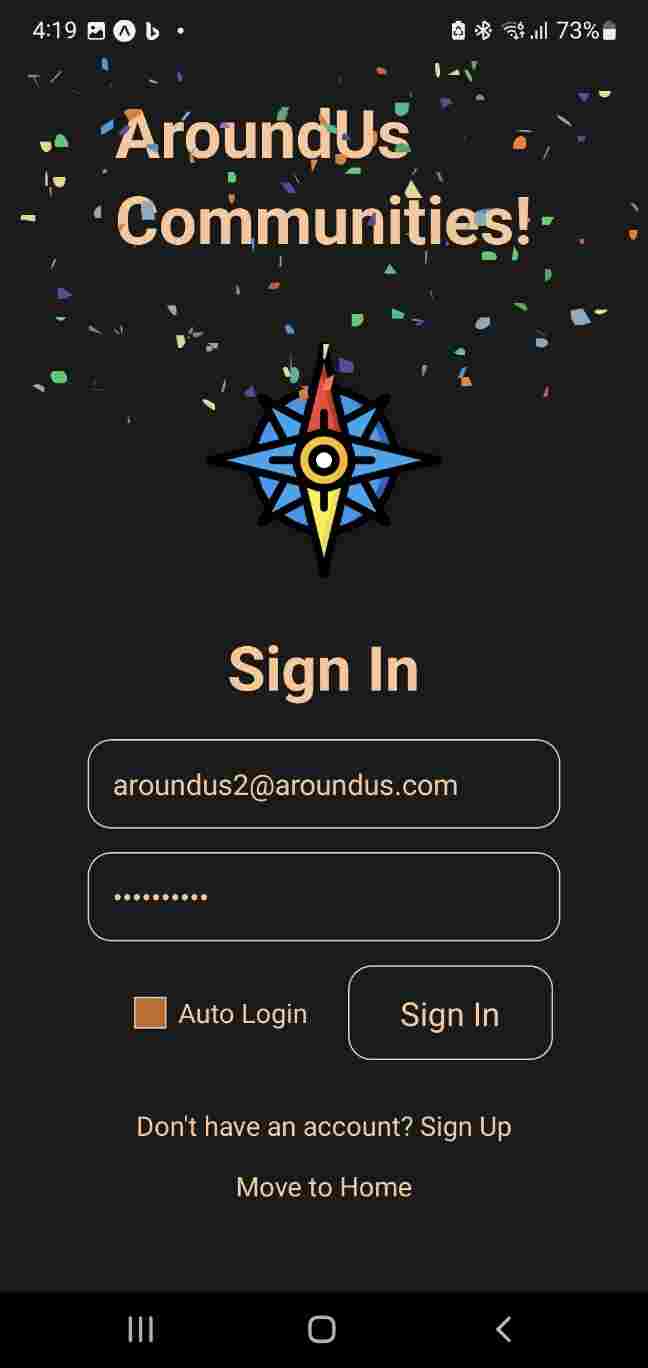 4:19 73%
AroundUs
Communities!
Sign In
aroundus2@aroundus.com
••••••••••
Auto Login
Sign In
Don't have an account? Sign Up
Move to Home